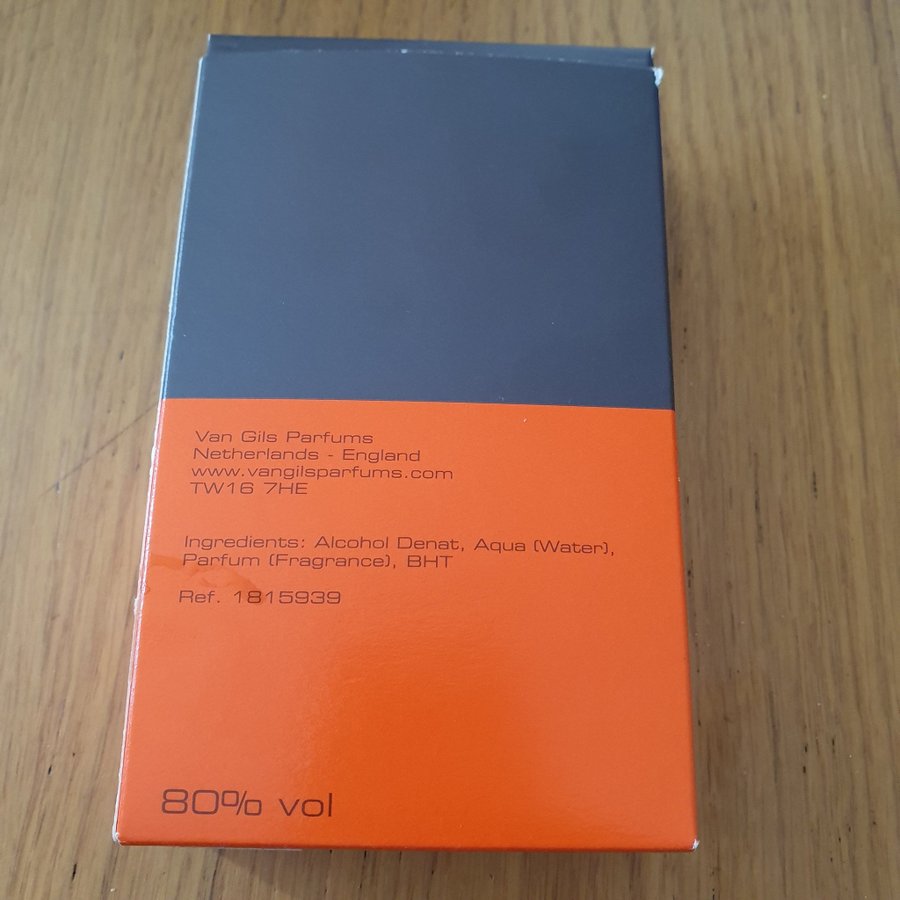 Van Gils Parfums
Netherlands - England
www.vangilsparfums.com
TW16 7HE
Ingredients: Alcohol Denat, Aqua (Water),
Parfum (Fragrance), BHT
Ref. 1815939
80% vol